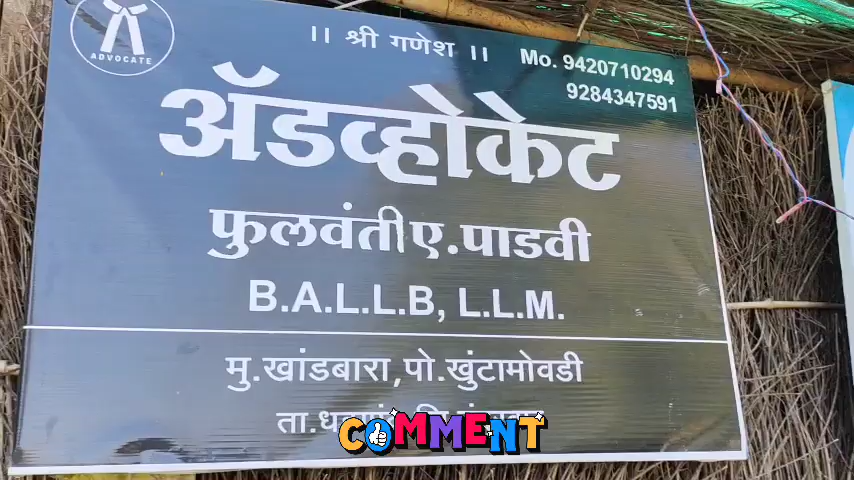 ADVOCATE
।। श्री गणेश ।।
Mo. 9420710294
9284347591
ॲडव्होकेट
फुलवंती ए.पाडवी
B.A.L.L.B, L.L.M.
मु.खांडबारा,पो.खुंटामोवडी
ता.
COMMENT